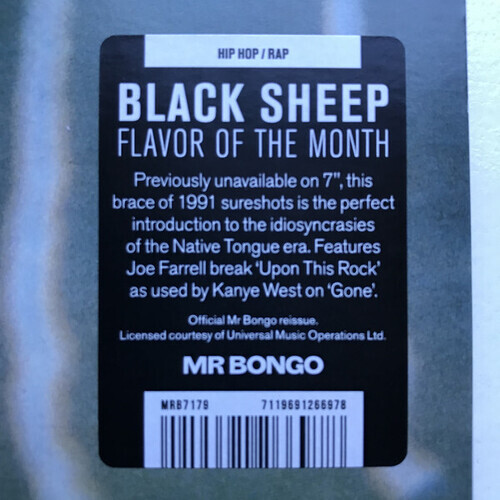 HIP HOP / RAP
BLACK SHEEP
FLAVOR OF THE MONTH
Previously unavailable on 7", this
brace of 1991 sureshots is the perfect
introduction to the idiosyncrasies
of the Native Tongue era. Features
Joe Farrell break ‘Upon This Rock’
as used by Kanye West on ‘Gone’.
Official Mr Bongo reissue.
Licensed courtesy of Universal Music Operations Ltd.
MR BONGO
MRB7179 7119691266978